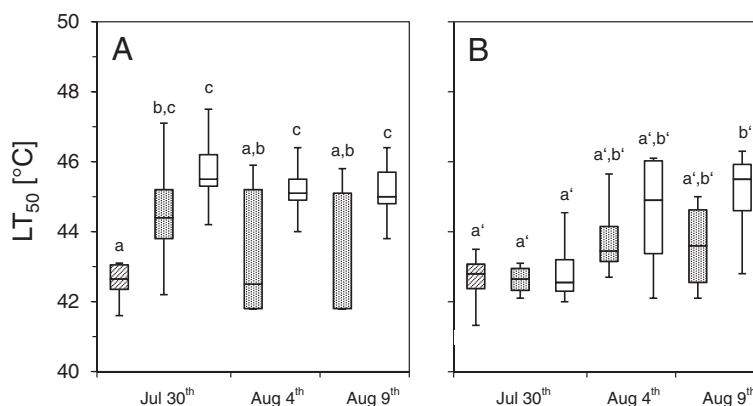 50
48
46
44
42
40
LT50 [°C]
A
a
b,c
c
a,b
c
a,b
c
Jul 30th
Aug 4th
Aug 9th
B
a‘
a‘
a‘
a‘,b‘
a‘,b‘
a‘,b‘
b‘
Jul 30th
Aug 4th
Aug 9th